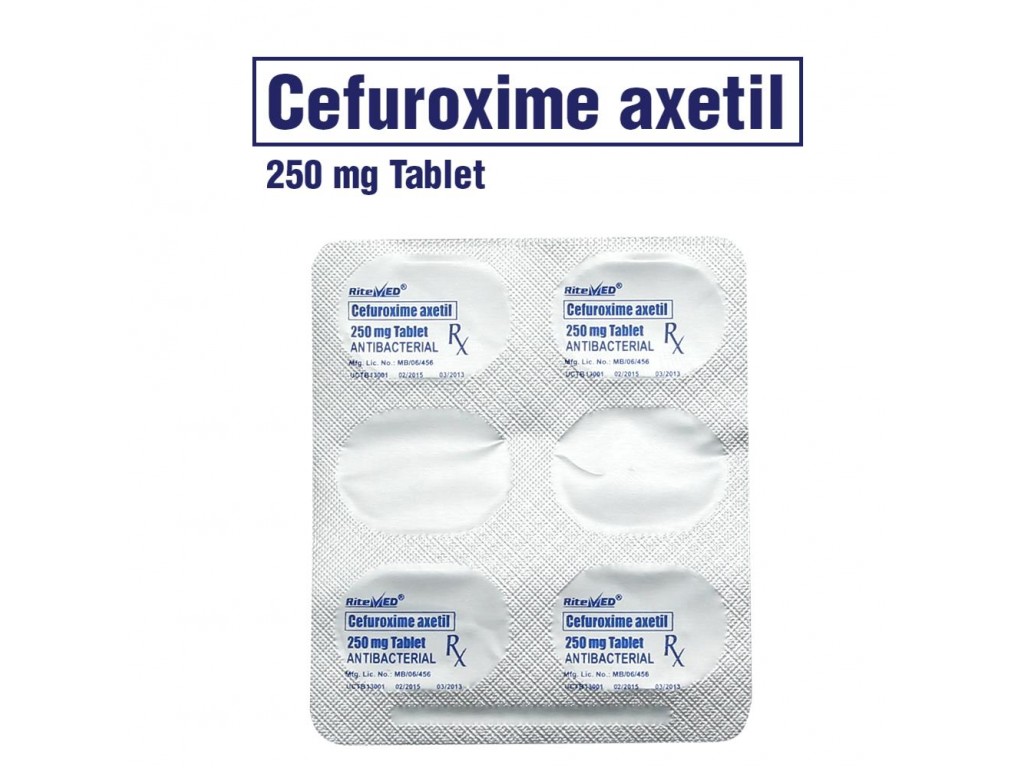 Cefuroxime axetil
250 mg Tablet
RiteMED®
Cefuroxime axetil
250 mg Tablet
ANTIBACTERIAL Rx
Mfg. Lic. No.: MB/06/456
UCTB13001 02/2015 03/2013
RiteMED®
Cefuroxime axetil
250 mg Tablet
ANTIBACTERIAL Rx
Mfg. Lic. No.: MB/06/456
UCTB13001 02/2015 03/2013
RiteMED®
Cefuroxime axetil
250 mg Tablet
ANTIBACTERIAL Rx
Mfg. Lic. No.: MB/06/456
UCTB13001 02/2015 03/2013
RiteMED®
Cefuroxime axetil
250 mg Tablet
ANTIBACTERIAL Rx
Mfg. Lic. No.: MB/06/456
UCTB13001 02/2015 03/2013